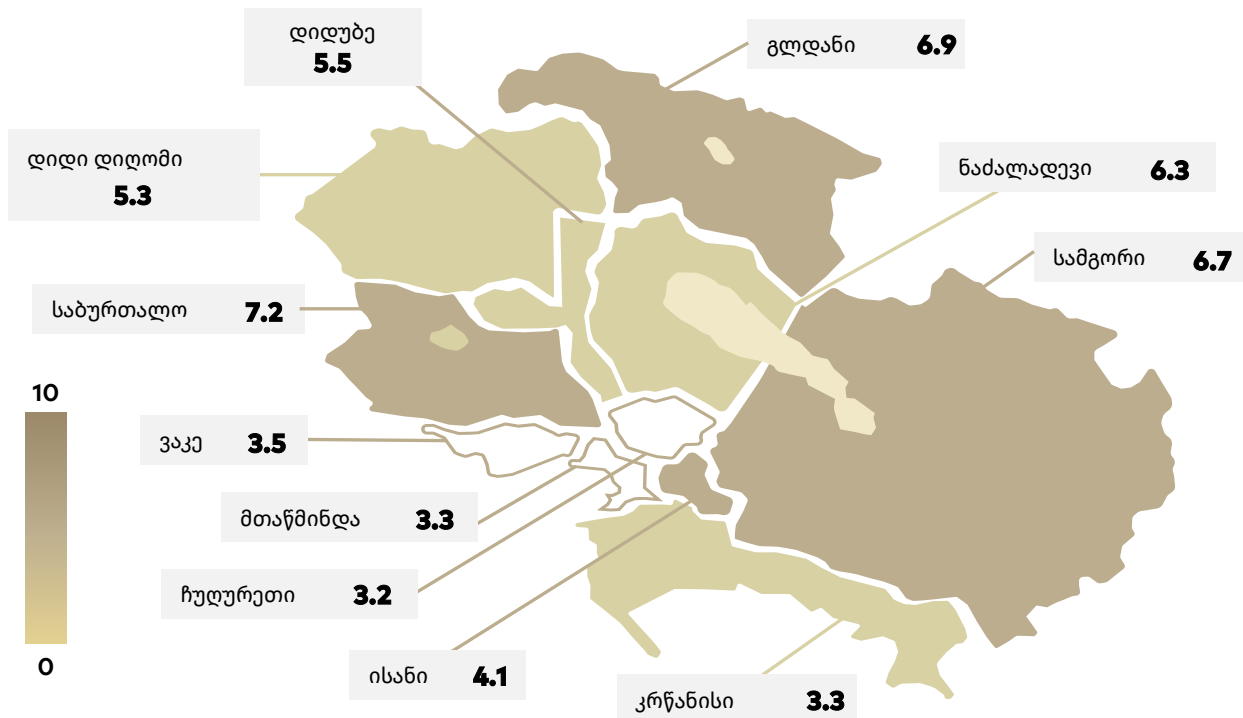 დიდუბე
5.5
გლდანი 6.9
დიდი დიღომი
5.3
ნაძალადევი 6.3
სამგორი 6.7
საბურთალო 7.2
10
ვაკე 3.5
მთაწმინდა 3.3
ჩუღურეთი 3.2
0
ისანი 4.1
კრწანისი 3.3